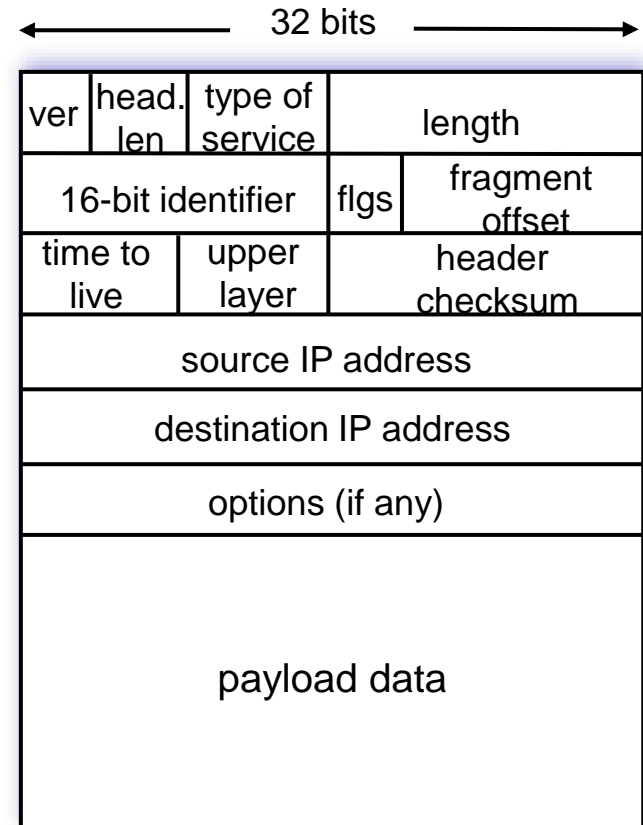 32 bits
ver
head. len
type of service
length
16-bit identifier
flgs
fragment offset
time to live
upper layer
header checksum
source IP address
destination IP address
options (if any)
payload data